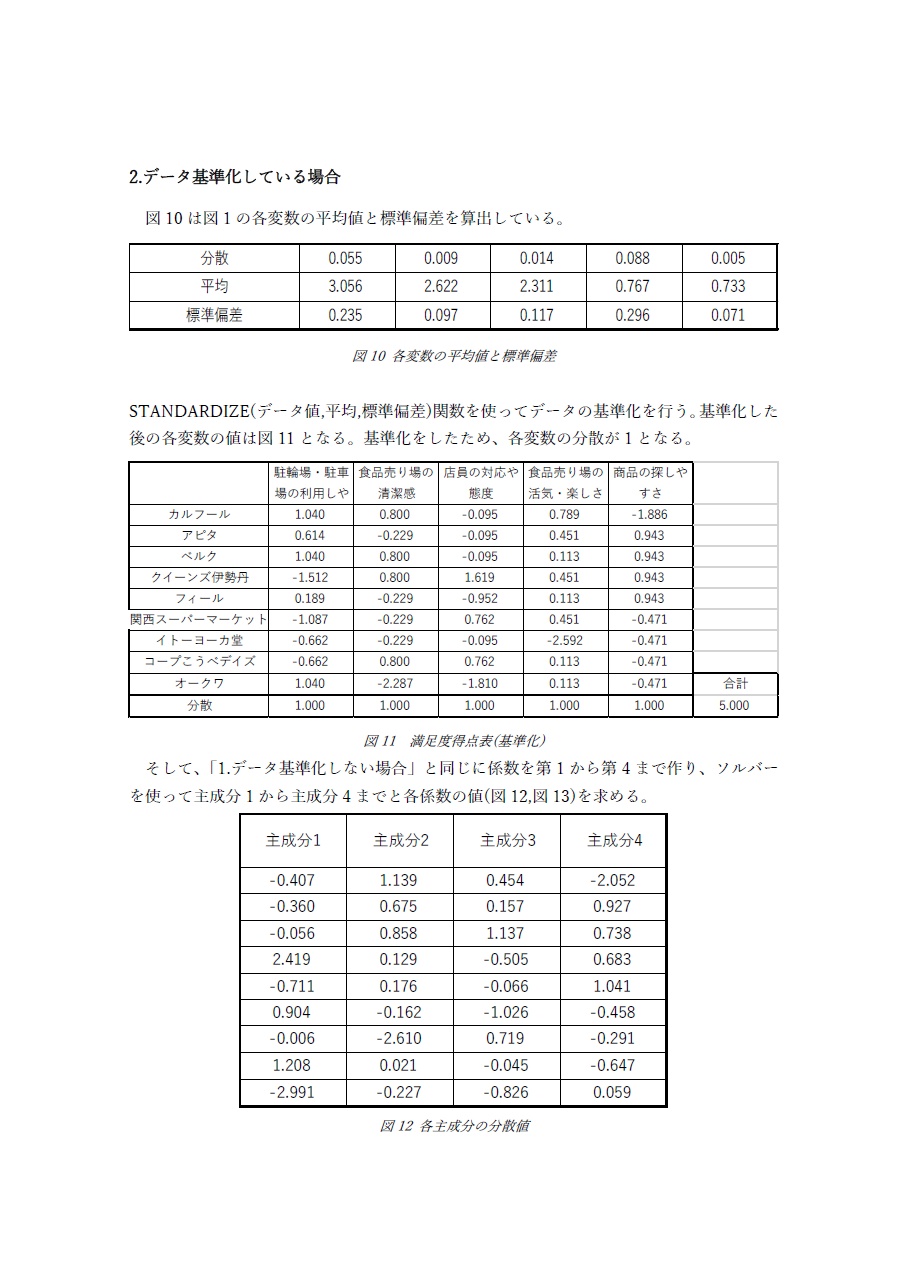 2.データ基準化している場合
図 10 は図 1 の各変数の平均値と標準偏差を算出している。
分散 0.055 0.009 0.014 0.088 0.005
平均 3.056 2.622 2.311 0.767 0.733
標準偏差 0.235 0.097 0.117 0.296 0.071
図 10 各変数の平均値と標準偏差
STANDARDIZE(データ値,平均,標準偏差)関数を使ってデータの基準化を行う。基準化した
後の各変数の値は図 11 となる。基準化をしたため、各変数の分散が 1 となる。
駐輪場・駐車 食品売り場の 店員の対応や 食品売り場の 商品の探しや
場の利用しや 清潔感 態度 活気・楽しさ すさ
カルフール 1.040 0.800 -0.095 0.789 -1.886
アピタ 0.614 -0.229 -0.095 0.451 0.943
ベルク 1.040 0.800 -0.095 0.113 0.943
クイーンズ伊勢丹 -1.512 0.800 1.619 0.451 0.943
フィール 0.189 -0.229 -0.952 0.113 0.943
関西スーパーマーケット -1.087 -0.229 0.762 0.451 -0.471
イトーヨーカ堂 -0.662 -0.229 -0.095 -2.592 -0.471
コープこうべデイズ -0.662 0.800 0.762 0.113 -0.471
オークワ 1.040 -2.287 -1.810 0.113 -0.471 合計
分散 1.000 1.000 1.000 1.000 1.000 5.000
図 11 満足度得点表(基準化)
そして、「1.データ基準化しない場合」と同じに係数を第 1 から第 4 まで作り、ソルバー
を使って主成分 1 から主成分 4 までと各係数の値(図 12,図 13)を求める。
主成分1 主成分2 主成分3 主成分4
-0.407 1.139 0.454 -2.052
-0.360 0.675 0.157 0.927
-0.056 0.858 1.137 0.738
2.419 0.129 -0.505 0.683
-0.711 0.176 -0.066 1.041
0.904 -0.162 -1.026 -0.458
-0.006 -2.610 0.719 -0.291
1.208 0.021 -0.045 -0.647
-2.991 -0.227 -0.826 0.059
図 12 各主成分の分散値